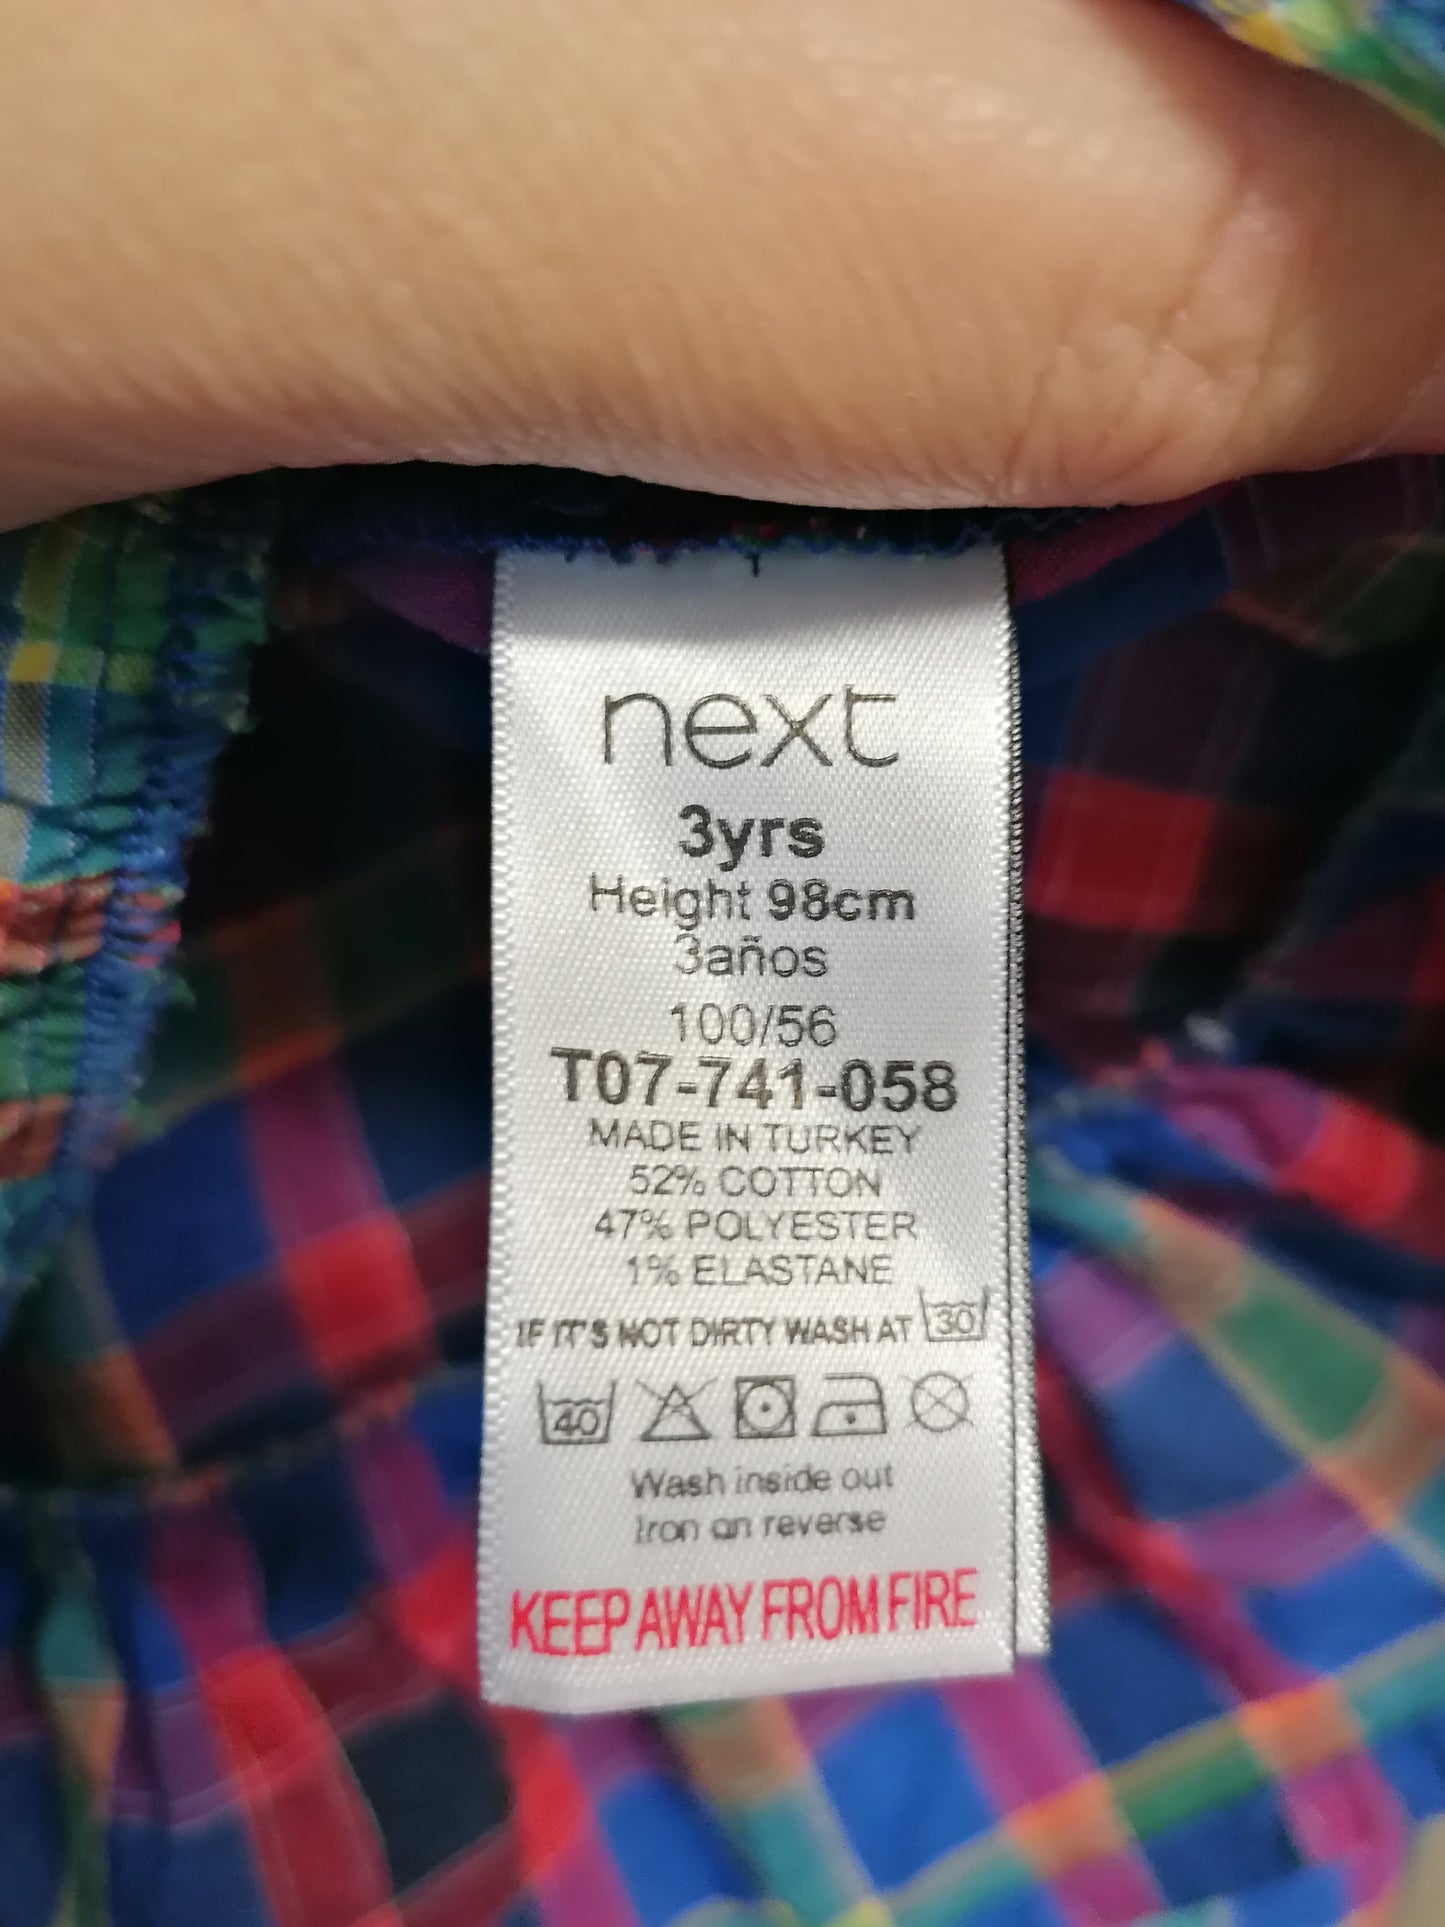 next
3yrs
Height 98cm
3años
100/56
T07-741-058
MADE IN TURKEY
52% COTTON
47% POLYESTER
1% ELASTANE
IF IT'S NOT DIRTY WASH AT 30
40
Wash inside out
Iron on reverse
KEEP AWAY FROM FIRE